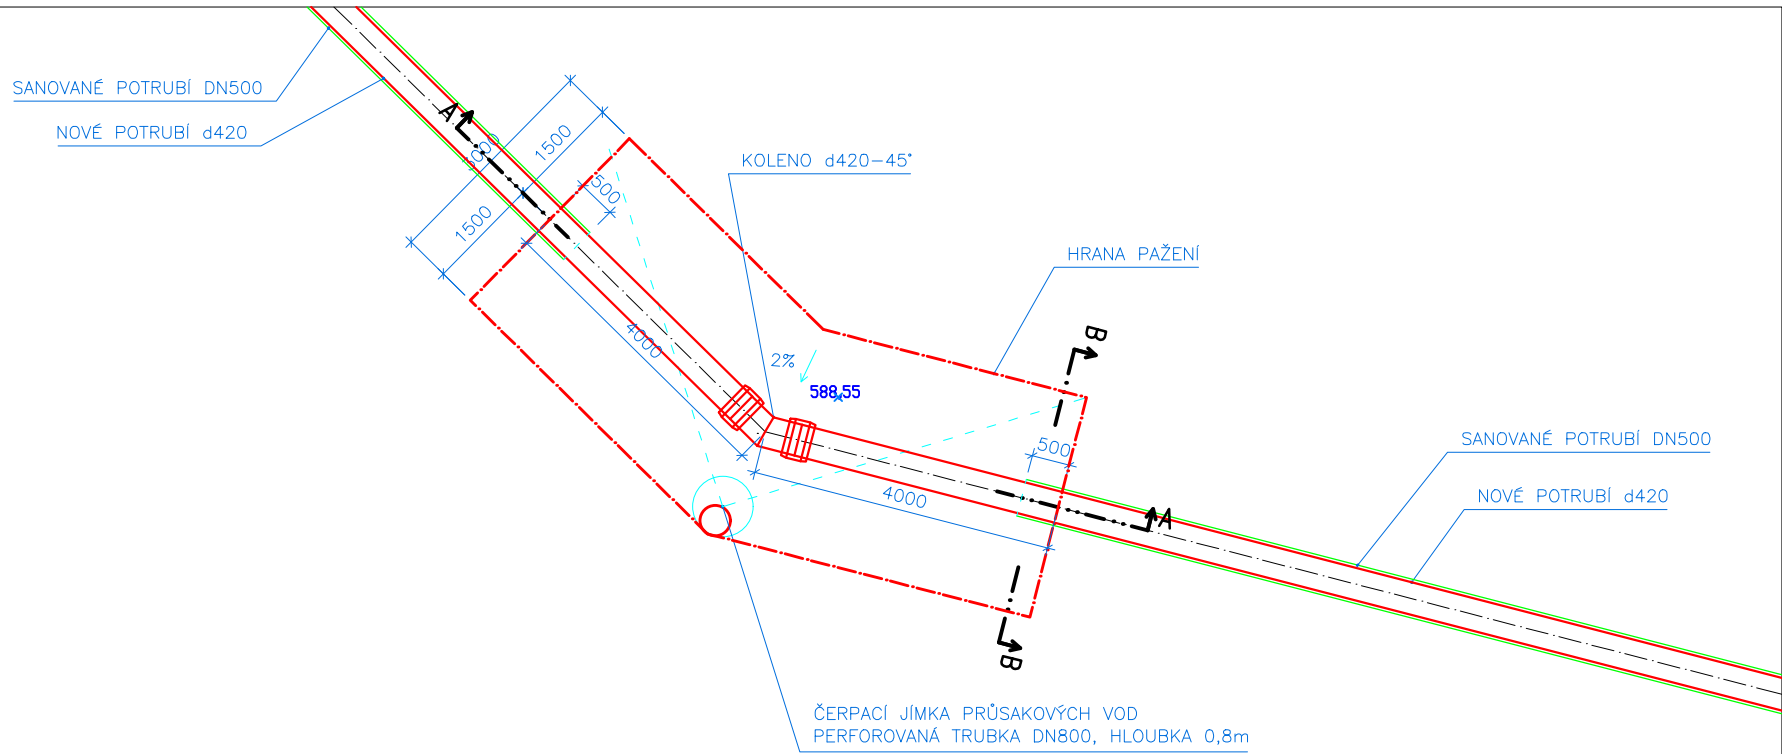 SANOVANÉ POTRUBÍ DN500
NOVÉ POTRUBÍ d420
A
1500
500
1500
4000
KOLENO d420-45°
HRANA PAŽENÍ
2%
588,55
B
500
4000
A
B
SANOVANÉ POTRUBÍ DN500
NOVÉ POTRUBÍ d420
ČERPACÍ JÍMKA PRŮSAKOVÝCH VOD
PERFOROVANÁ TRUBKA DN800, HLOUBKA 0,8m